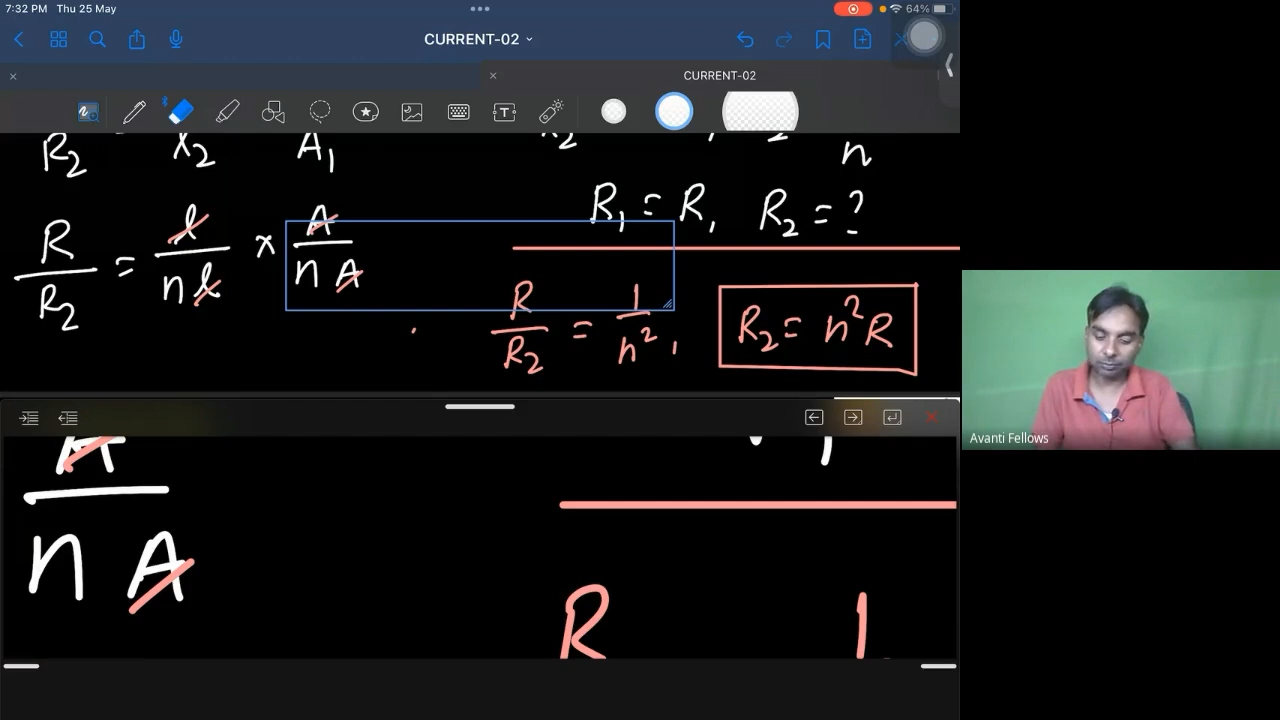 7:32 PM Thu 25 May
64%
CURRENT-02
CURRENT-02
R₂ x₂ A₁
n
R₁ = R, R₂ = ?
R/R₂ = l/nl × A/nA
R/R₂ = 1/n², R₂ = n²R
A/nA
R 1
Avanti Fellows